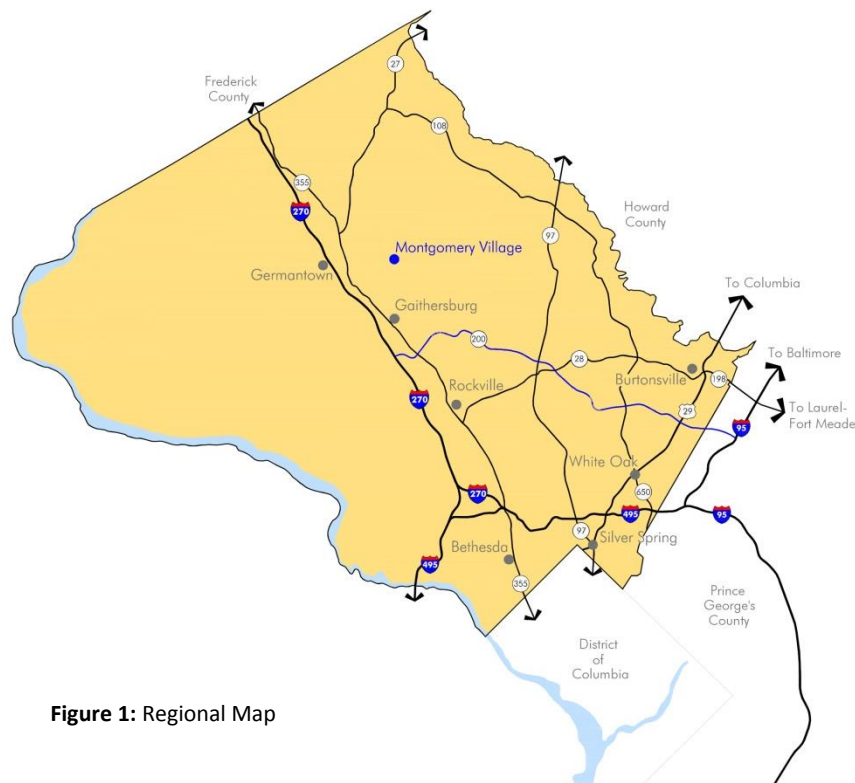 27
Frederick
County
108
355
270
Howard
County
97
Montgomery Village
Germantown
To Columbia
Gaithersburg
200
To Baltimore
28
Burtonsville
198
Rockville
270
29
To Laurel-
Fort Meade
95
White Oak
270
650
495
95
97
Silver Spring
Bethesda
495
355
Prince
George's
County
District
of
Columbia
Figure 1: Regional Map